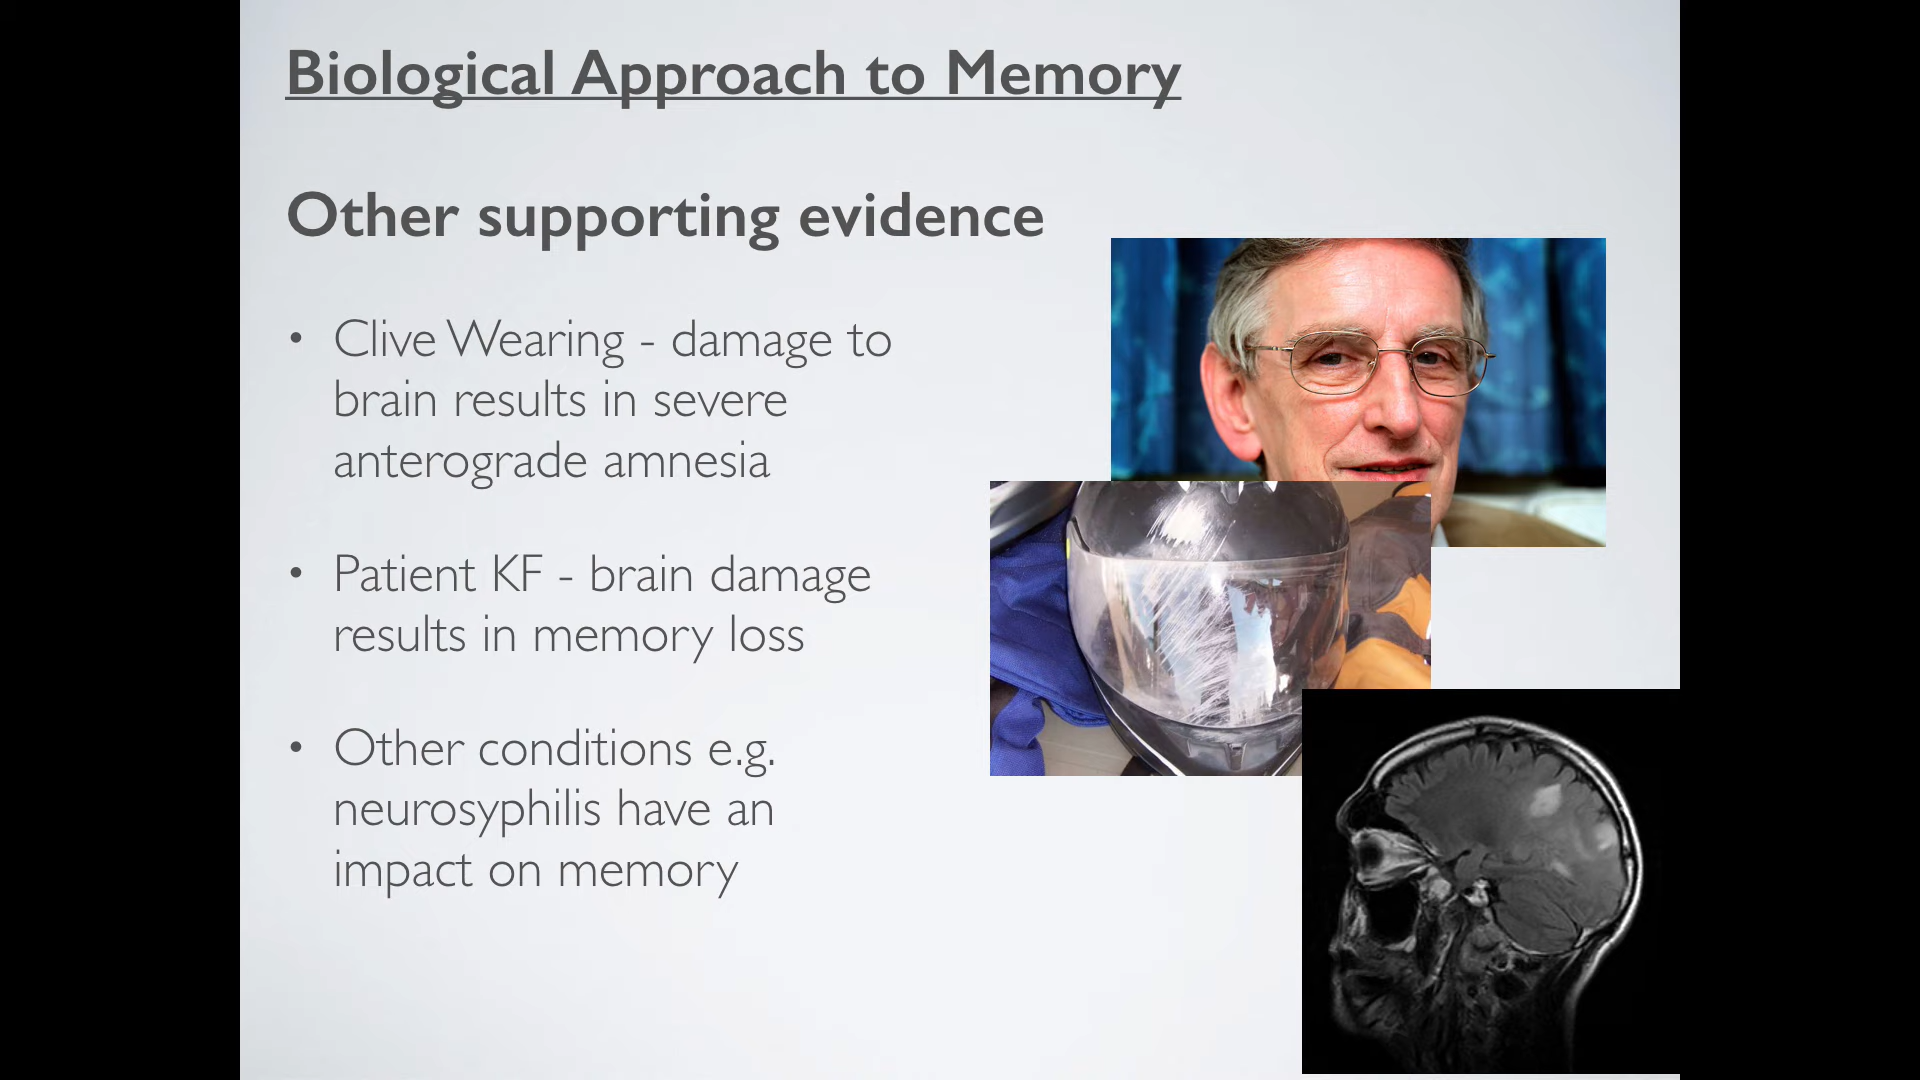 Biological Approach to Memory
Other supporting evidence
• Clive Wearing - damage to
brain results in severe
anterograde amnesia
• Patient KF - brain damage
results in memory loss
• Other conditions e.g.
neurosyphilis have an
impact on memory